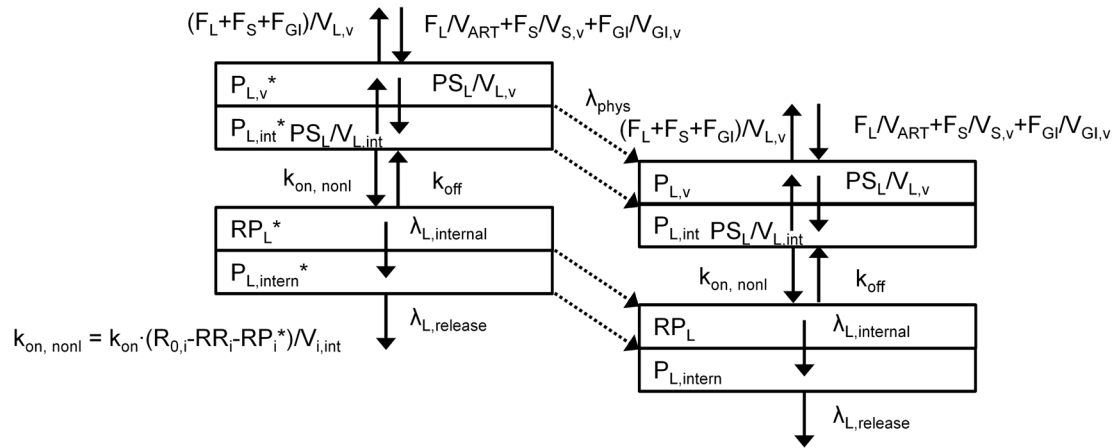 (F_L+F_S+F_GI)/V_L,v F_L/V_ART+F_S/V_S,v+F_GI/V_GI,v
P_L,v* PS_L/V_L,v
P_L,int* PS_L/V_L,int
λ_phys
k_on, nonl k_off
RP_L* λ_L,internal
P_L,intern*
λ_L,release
k_on, nonl = k_on·(R_0,i-RR_i-RP_i*)/V_i,int
(F_L+F_S+F_GI)/V_L,v F_L/V_ART+F_S/V_S,v+F_GI/V_GI,v
P_L,v PS_L/V_L,v
P_L,int PS_L/V_L,int
k_on, nonl k_off
RP_L λ_L,internal
P_L,intern
λ_L,release